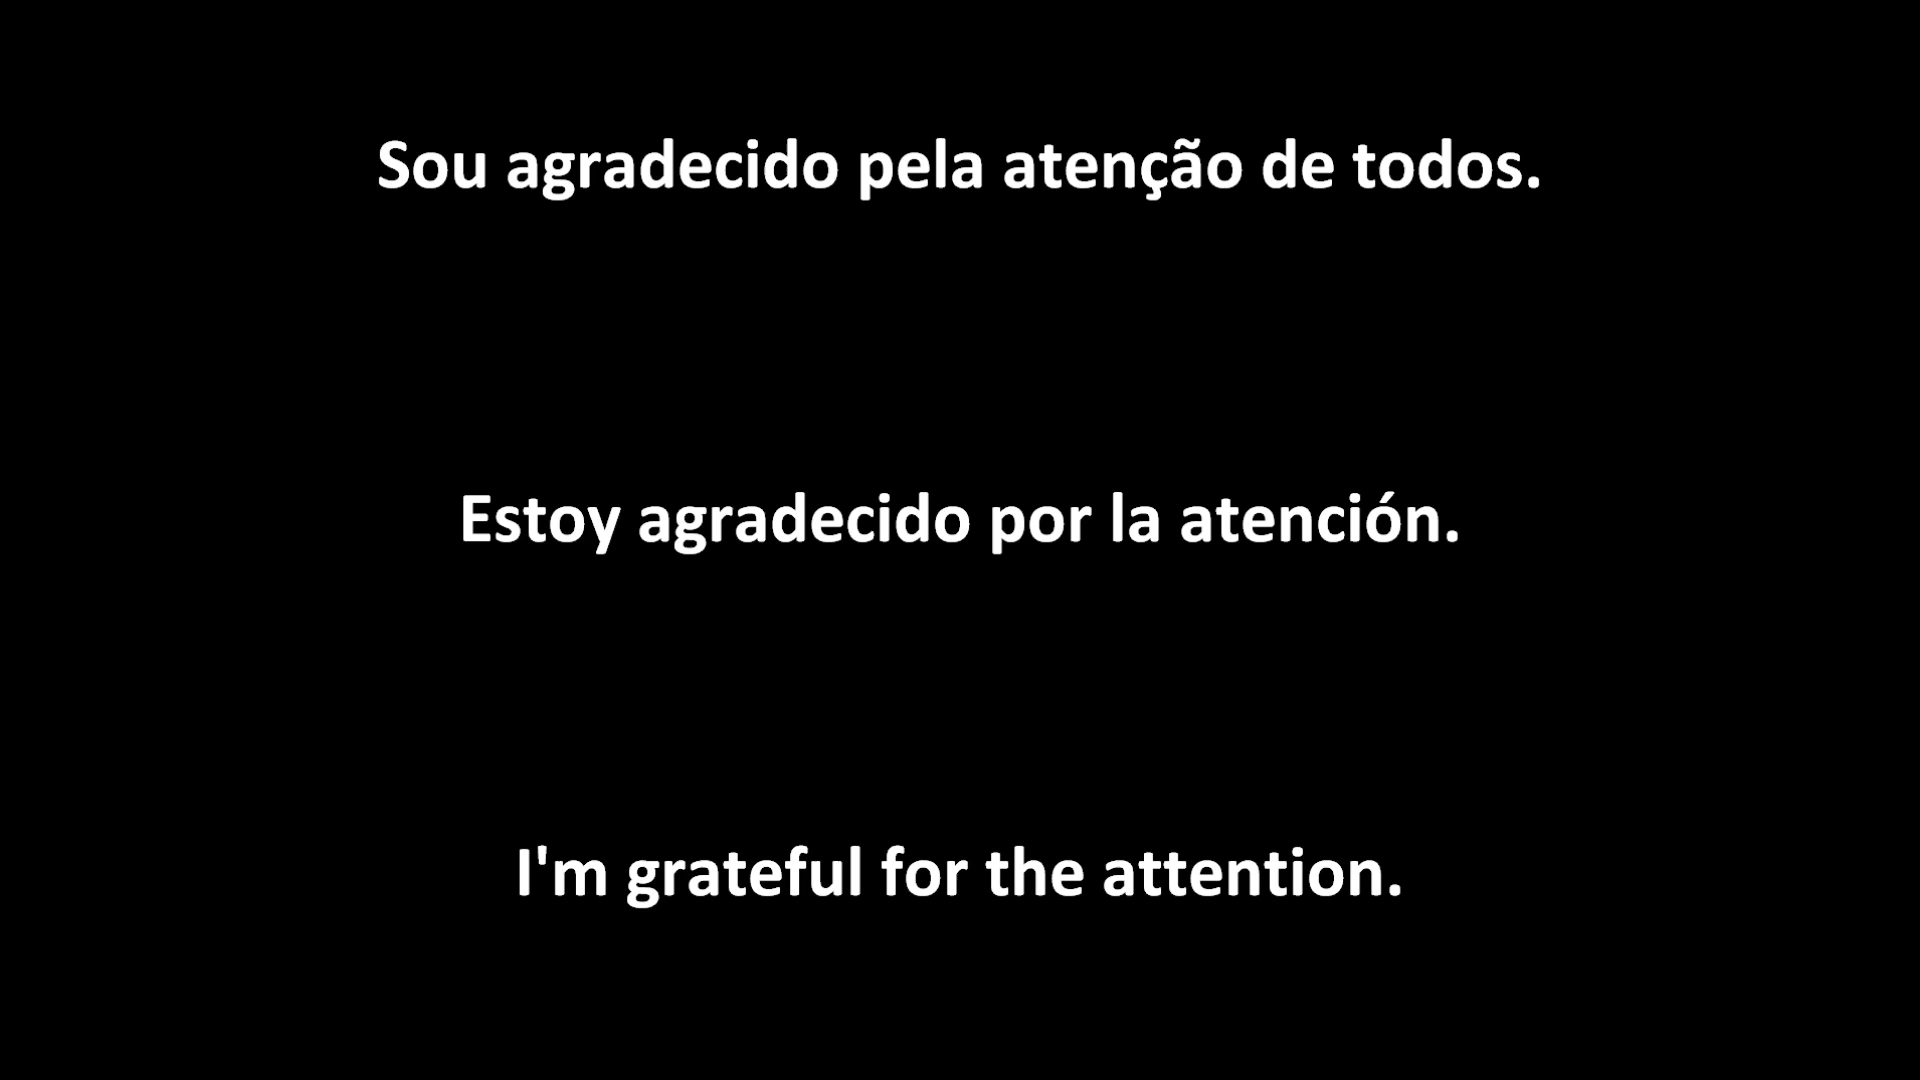 Sou agradecido pela atenção de todos.
Estoy agradecido por la atención.
I'm grateful for the attention.